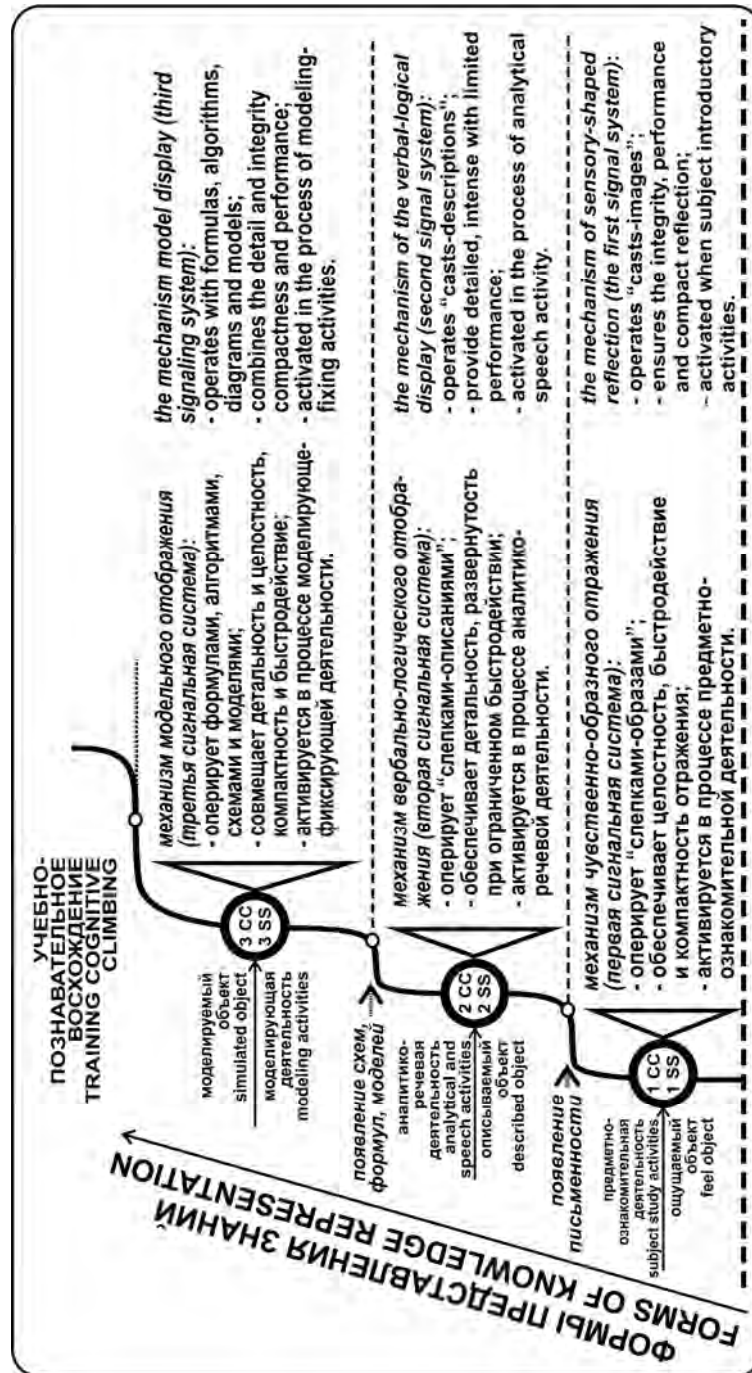 УЧЕБНО-
ПОЗНАВАТЕЛЬНОЕ
ВОСХОЖДЕНИЕ
TRAINING COGNITIVE
CLIMBING
ФОРМЫ ПРЕДСТАВЛЕНИЯ ЗНАНИЙ
FORMS OF KNOWLEDGE REPRESENTATION
моделируемый
объект
simulated object
моделирующая
деятельность
modeling activities
3 СС
3 SS
механизм модельного отображения
(третья сигнальная система):
- оперирует формулами, алгоритмами,
схемами и моделями;
- совмещает детальность и целостность,
компактность и быстродействие;
- активируется в процессе моделирующе-
фиксирующей деятельности.
the mechanism model display (third
signaling system):
- operates with formulas, algorithms,
diagrams and models;
- combines the detail and integrity
compactness and performance;
- activated in the process of modeling-
fixing activities.
появление схем,
формул, моделей
аналитико-
речевая
деятельность
analytical and
speech activities
описываемый
объект
described object
2 СС
2 SS
механизм вербально-логического отобра-
жения (вторая сигнальная система):
- оперирует “слепками-описаниями”;
- обеспечивает детальность, развернутость
при ограниченном быстродействии;
- активируется в процессе аналитико-
речевой деятельности.
the mechanism of the verbal-logical
display (second signal system):
- operates “casts-descriptions”;
- provide detailed, intense with limited
performance;
- activated in the process of analytical
speech activity.
появление
письменности
предметно-
ознакомительная
деятельность
subject study activities
ощущаемый
объект
feel object
1 СС
1 SS
механизм чувственно-образного отражения
(первая сигнальная система):
- оперирует “слепками-образами”;
- обеспечивает целостность, быстродействие
и компактность отражения;
- активируется в процессе предметно-
ознакомительной деятельности.
the mechanism of sensory-shaped
reflection (the first signal system):
- operates “casts-images”;
- ensures the integrity, performance
and compact reflection;
- activated when subject introductory
activities.